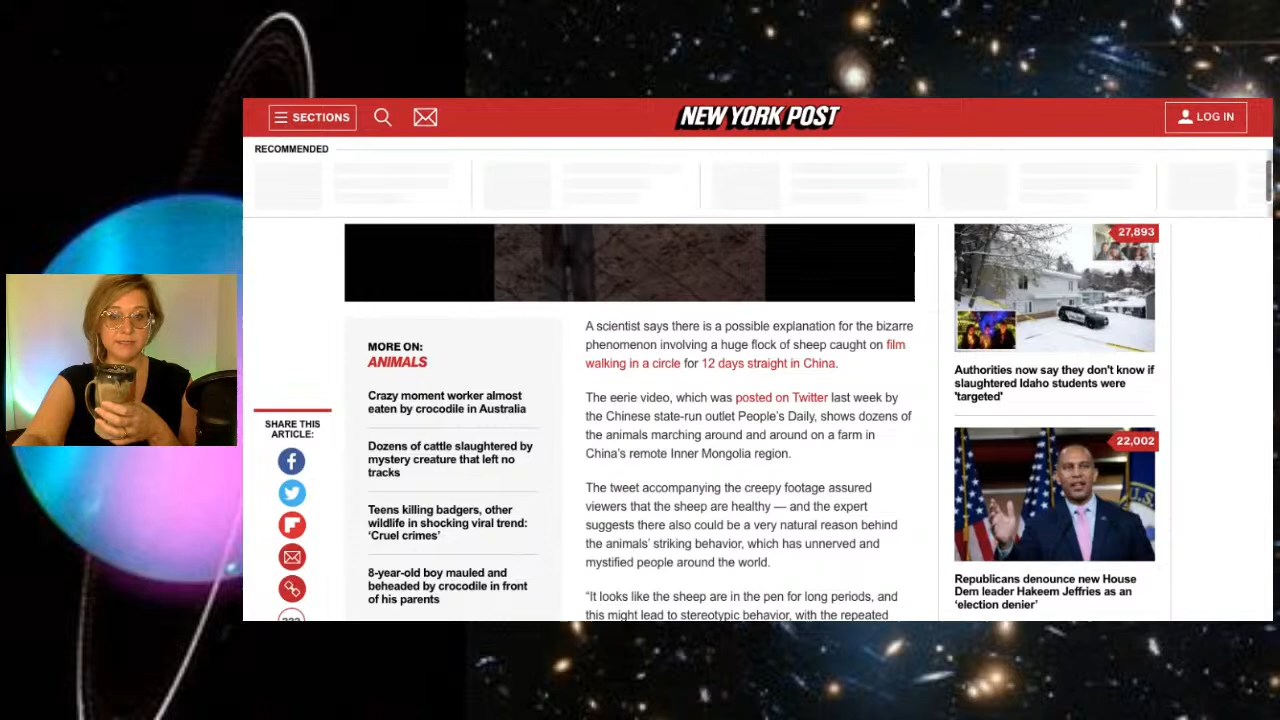 SECTIONS
NEW YORK POST
LOG IN
RECOMMENDED
SHARE THIS
ARTICLE:
MORE ON:
ANIMALS
Crazy moment worker almost
eaten by crocodile in Australia
Dozens of cattle slaughtered by
mystery creature that left no
tracks
Teens killing badgers, other
wildlife in shocking viral trend:
‘Cruel crimes’
8-year-old boy mauled and
beheaded by crocodile in front
of his parents
A scientist says there is a possible explanation for the bizarre
phenomenon involving a huge flock of sheep caught on film
walking in a circle for 12 days straight in China.
The eerie video, which was posted on Twitter last week by
the Chinese state-run outlet People’s Daily, shows dozens of
the animals marching around and around on a farm in
China’s remote Inner Mongolia region.
The tweet accompanying the creepy footage assured
viewers that the sheep are healthy — and the expert
suggests there also could be a very natural reason behind
the animals’ striking behavior, which has unnerved and
mystified people around the world.
“It looks like the sheep are in the pen for long periods, and
this might lead to stereotypic behavior, with the repeated
27,893
Authorities now say they don’t know if
slaughtered Idaho students were
‘targeted’
22,002
Republicans denounce new House
Dem leader Hakeem Jeffries as an
‘election denier’